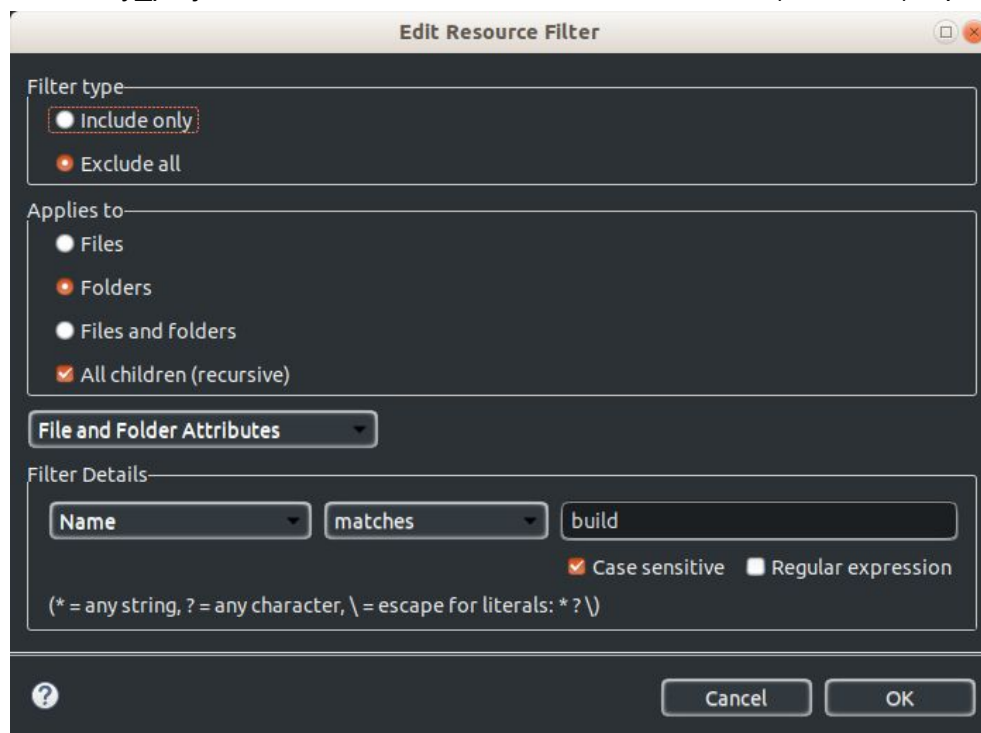 Edit Resource Filter
Filter type
Include only
Exclude all
Applies to
Files
Folders
Files and folders
All children (recursive)
File and Folder Attributes
Filter Details
Name matches build
Case sensitive Regular expression
(* = any string, ? = any character, \ = escape for literals: * ? \)
? Cancel OK